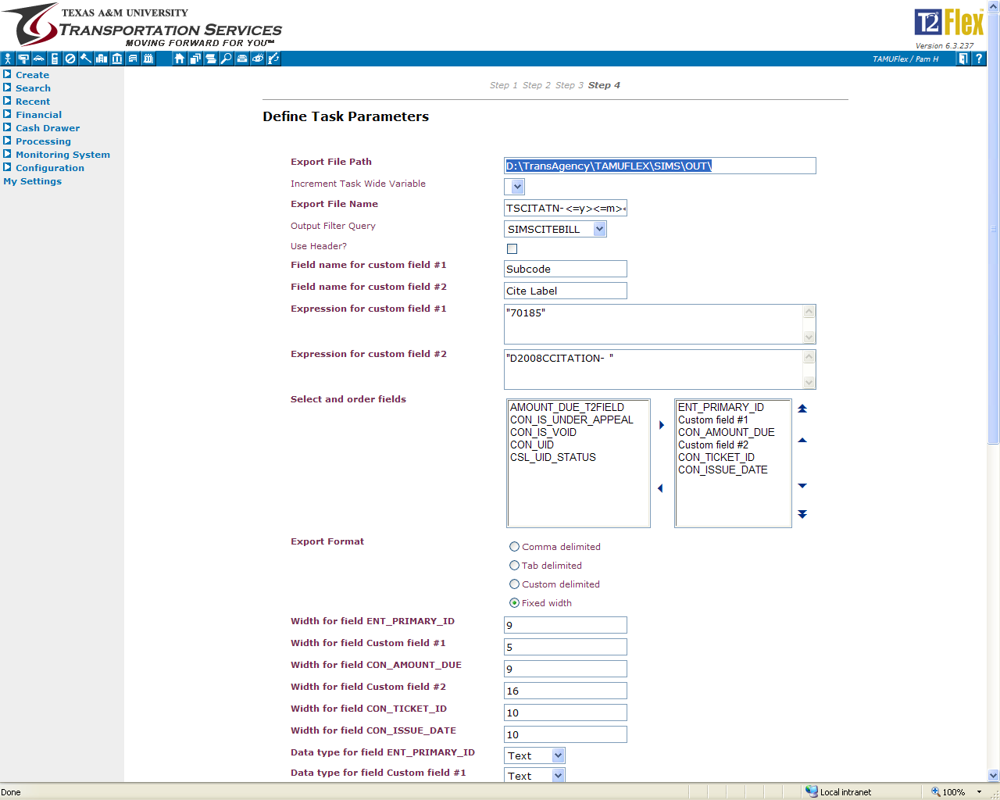 TEXAS A&M UNIVERSITY
TRANSPORTATION SERVICES
MOVING FORWARD FOR YOU™
T2 Flex
Version 6.3.237
TAMUFlex / Pam H
?
Create
Search
Recent
Financial
Cash Drawer
Processing
Monitoring System
Configuration
My Settings
Step 1 Step 2 Step 3 Step 4
Define Task Parameters
Export File Path
D:\TransAgency\TAMUFLEX\SIMS\OUT\
Increment Task Wide Variable
Export File Name
TSCITATN-<=y><=m><
Output Filter Query
SIMSCITEBILL
Use Header?
Field name for custom field #1
Subcode
Field name for custom field #2
Cite Label
Expression for custom field #1
"70185"
Expression for custom field #2
"D2008CCITATION- "
Select and order fields
AMOUNT_DUE_T2FIELD
CON_IS_UNDER_APPEAL
CON_IS_VOID
CON_UID
CSL_UID_STATUS
ENT_PRIMARY_ID
Custom field #1
CON_AMOUNT_DUE
Custom field #2
CON_TICKET_ID
CON_ISSUE_DATE
Export Format
Comma delimited
Tab delimited
Custom delimited
Fixed width
Width for field ENT_PRIMARY_ID
9
Width for field Custom field #1
5
Width for field CON_AMOUNT_DUE
9
Width for field Custom field #2
16
Width for field CON_TICKET_ID
10
Width for field CON_ISSUE_DATE
10
Data type for field ENT_PRIMARY_ID
Text
Data type for field Custom field #1
Text
Done
Local intranet
100%